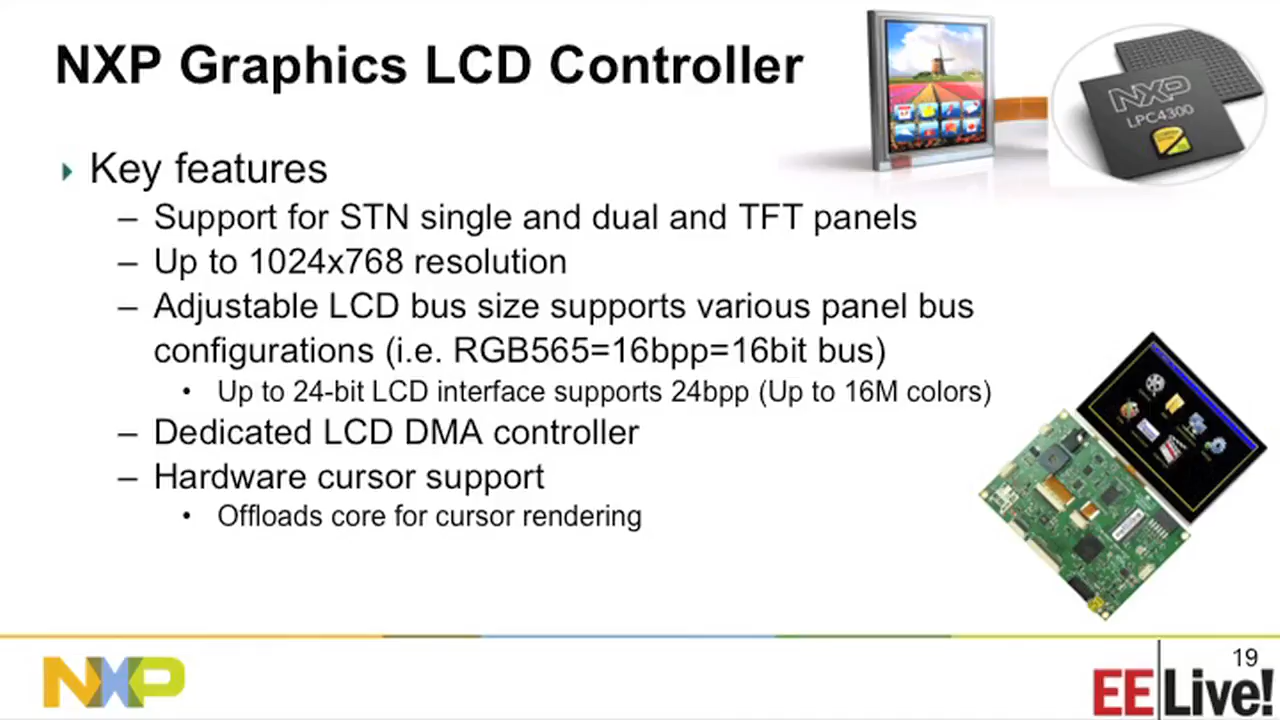 NXP Graphics LCD Controller
NXP
LPC4300
Key features
– Support for STN single and dual and TFT panels
– Up to 1024x768 resolution
– Adjustable LCD bus size supports various panel bus
configurations (i.e. RGB565=16bpp=16bit bus)
• Up to 24-bit LCD interface supports 24bpp (Up to 16M colors)
– Dedicated LCD DMA controller
– Hardware cursor support
• Offloads core for cursor rendering
NXP
19
EE Live!